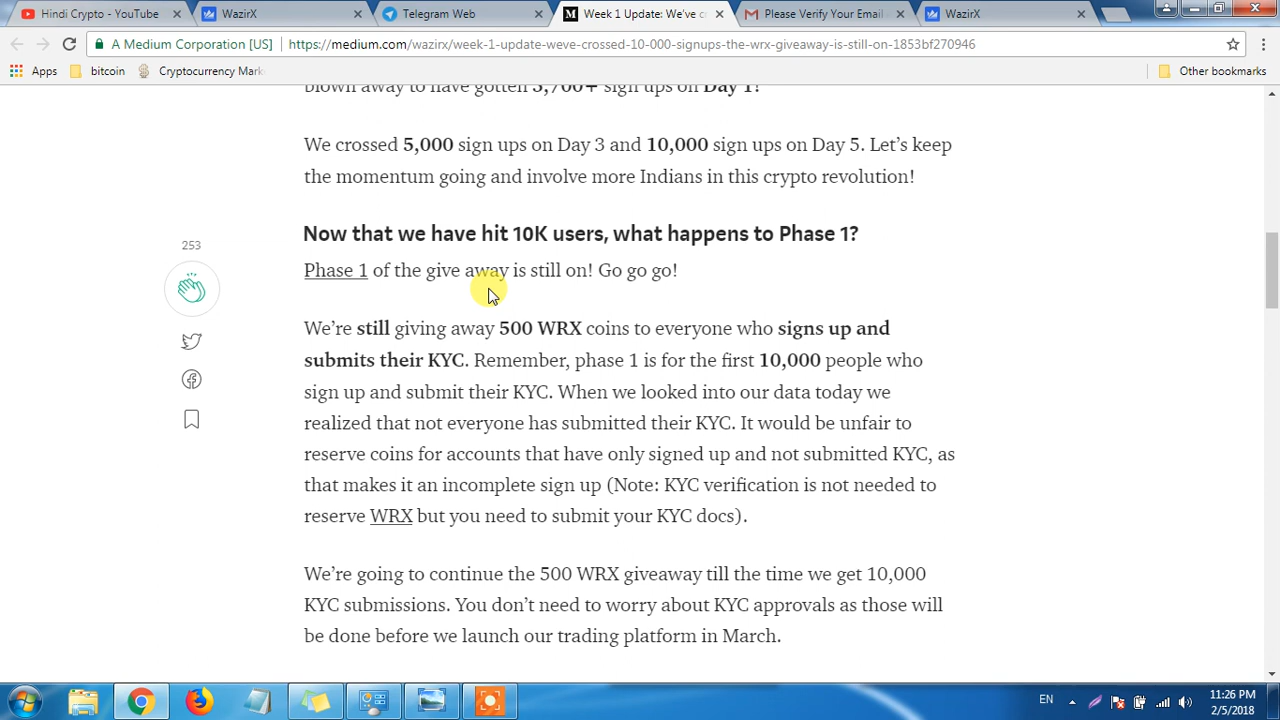 Hindi Crypto - YouTube
WazirX
Telegram Web
Week 1 Update: We've c
Please Verify Your Email
WazirX
A Medium Corporation [US]
https://medium.com/wazirx/week-1-update-weve-crossed-10-000-signups-the-wrx-giveaway-is-still-on-1853bf270946
Apps
bitcoin
Cryptocurrency Mark
Other bookmarks
blown away to have gotten 3,700+ sign ups on Day 1!
We crossed 5,000 sign ups on Day 3 and 10,000 sign ups on Day 5. Let's keep
the momentum going and involve more Indians in this crypto revolution!
Now that we have hit 10K users, what happens to Phase 1?
253
Phase 1 of the give away is still on! Go go go!
We're still giving away 500 WRX coins to everyone who signs up and
submits their KYC. Remember, phase 1 is for the first 10,000 people who
sign up and submit their KYC. When we looked into our data today we
realized that not everyone has submitted their KYC. It would be unfair to
reserve coins for accounts that have only signed up and not submitted KYC, as
that makes it an incomplete sign up (Note: KYC verification is not needed to
reserve WRX but you need to submit your KYC docs).
We're going to continue the 500 WRX giveaway till the time we get 10,000
KYC submissions. You don't need to worry about KYC approvals as those will
be done before we launch our trading platform in March.
EN
11:26 PM
2/5/2018